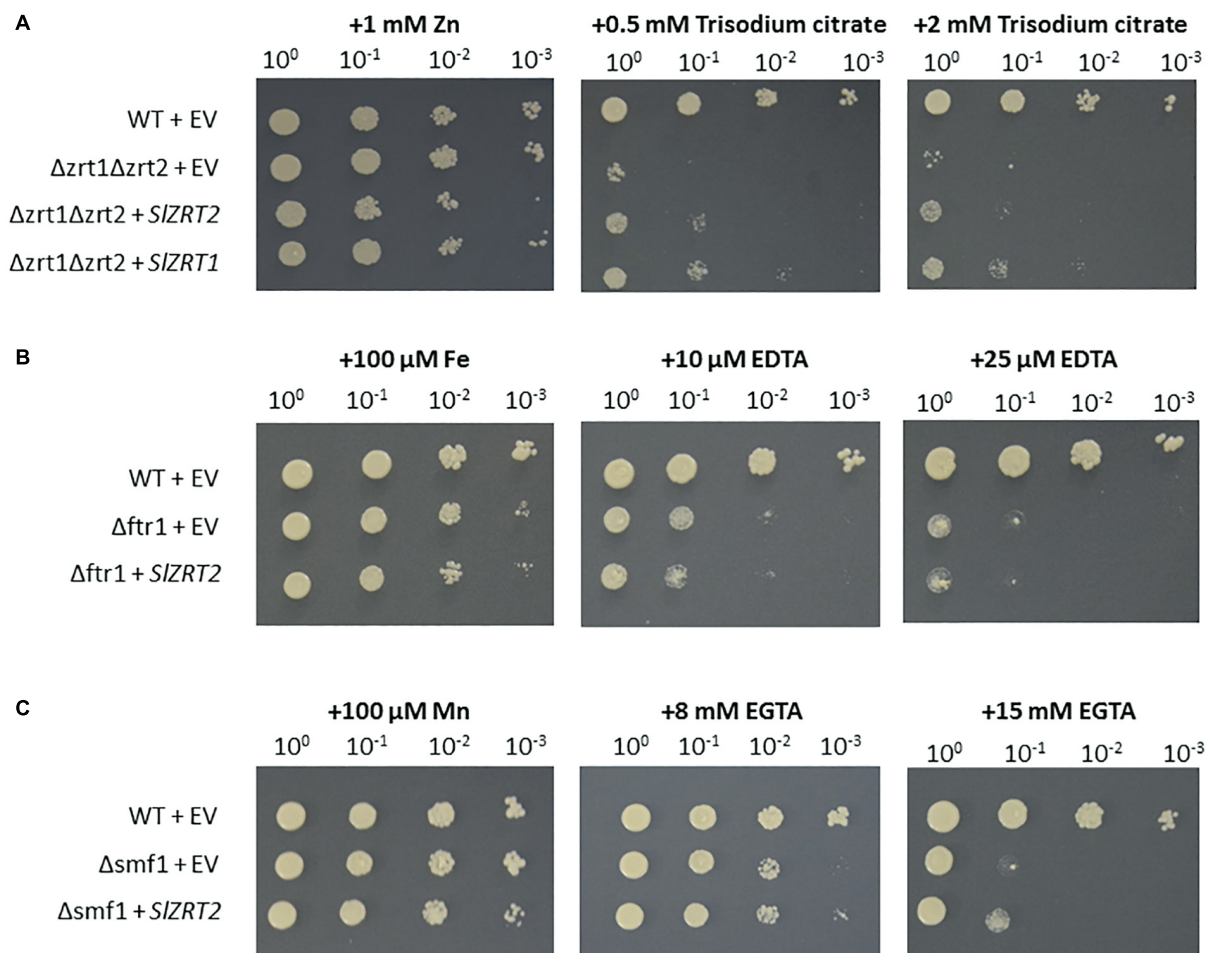 A
+1 mM Zn +0.5 mM Trisodium citrate +2 mM Trisodium citrate
10⁰ 10⁻¹ 10⁻² 10⁻³ 10⁰ 10⁻¹ 10⁻² 10⁻³ 10⁰ 10⁻¹ 10⁻² 10⁻³
WT + EV
Δzrt1Δzrt2 + EV
Δzrt1Δzrt2 + SlZRT2
Δzrt1Δzrt2 + SlZRT1
B
+100 μM Fe +10 μM EDTA +25 μM EDTA
10⁰ 10⁻¹ 10⁻² 10⁻³ 10⁰ 10⁻¹ 10⁻² 10⁻³ 10⁰ 10⁻¹ 10⁻² 10⁻³
WT + EV
Δftr1 + EV
Δftr1 + SlZRT2
C
+100 μM Mn +8 mM EGTA +15 mM EGTA
10⁰ 10⁻¹ 10⁻² 10⁻³ 10⁰ 10⁻¹ 10⁻² 10⁻³ 10⁰ 10⁻¹ 10⁻² 10⁻³
WT + EV
Δsmf1 + EV
Δsmf1 + SlZRT2